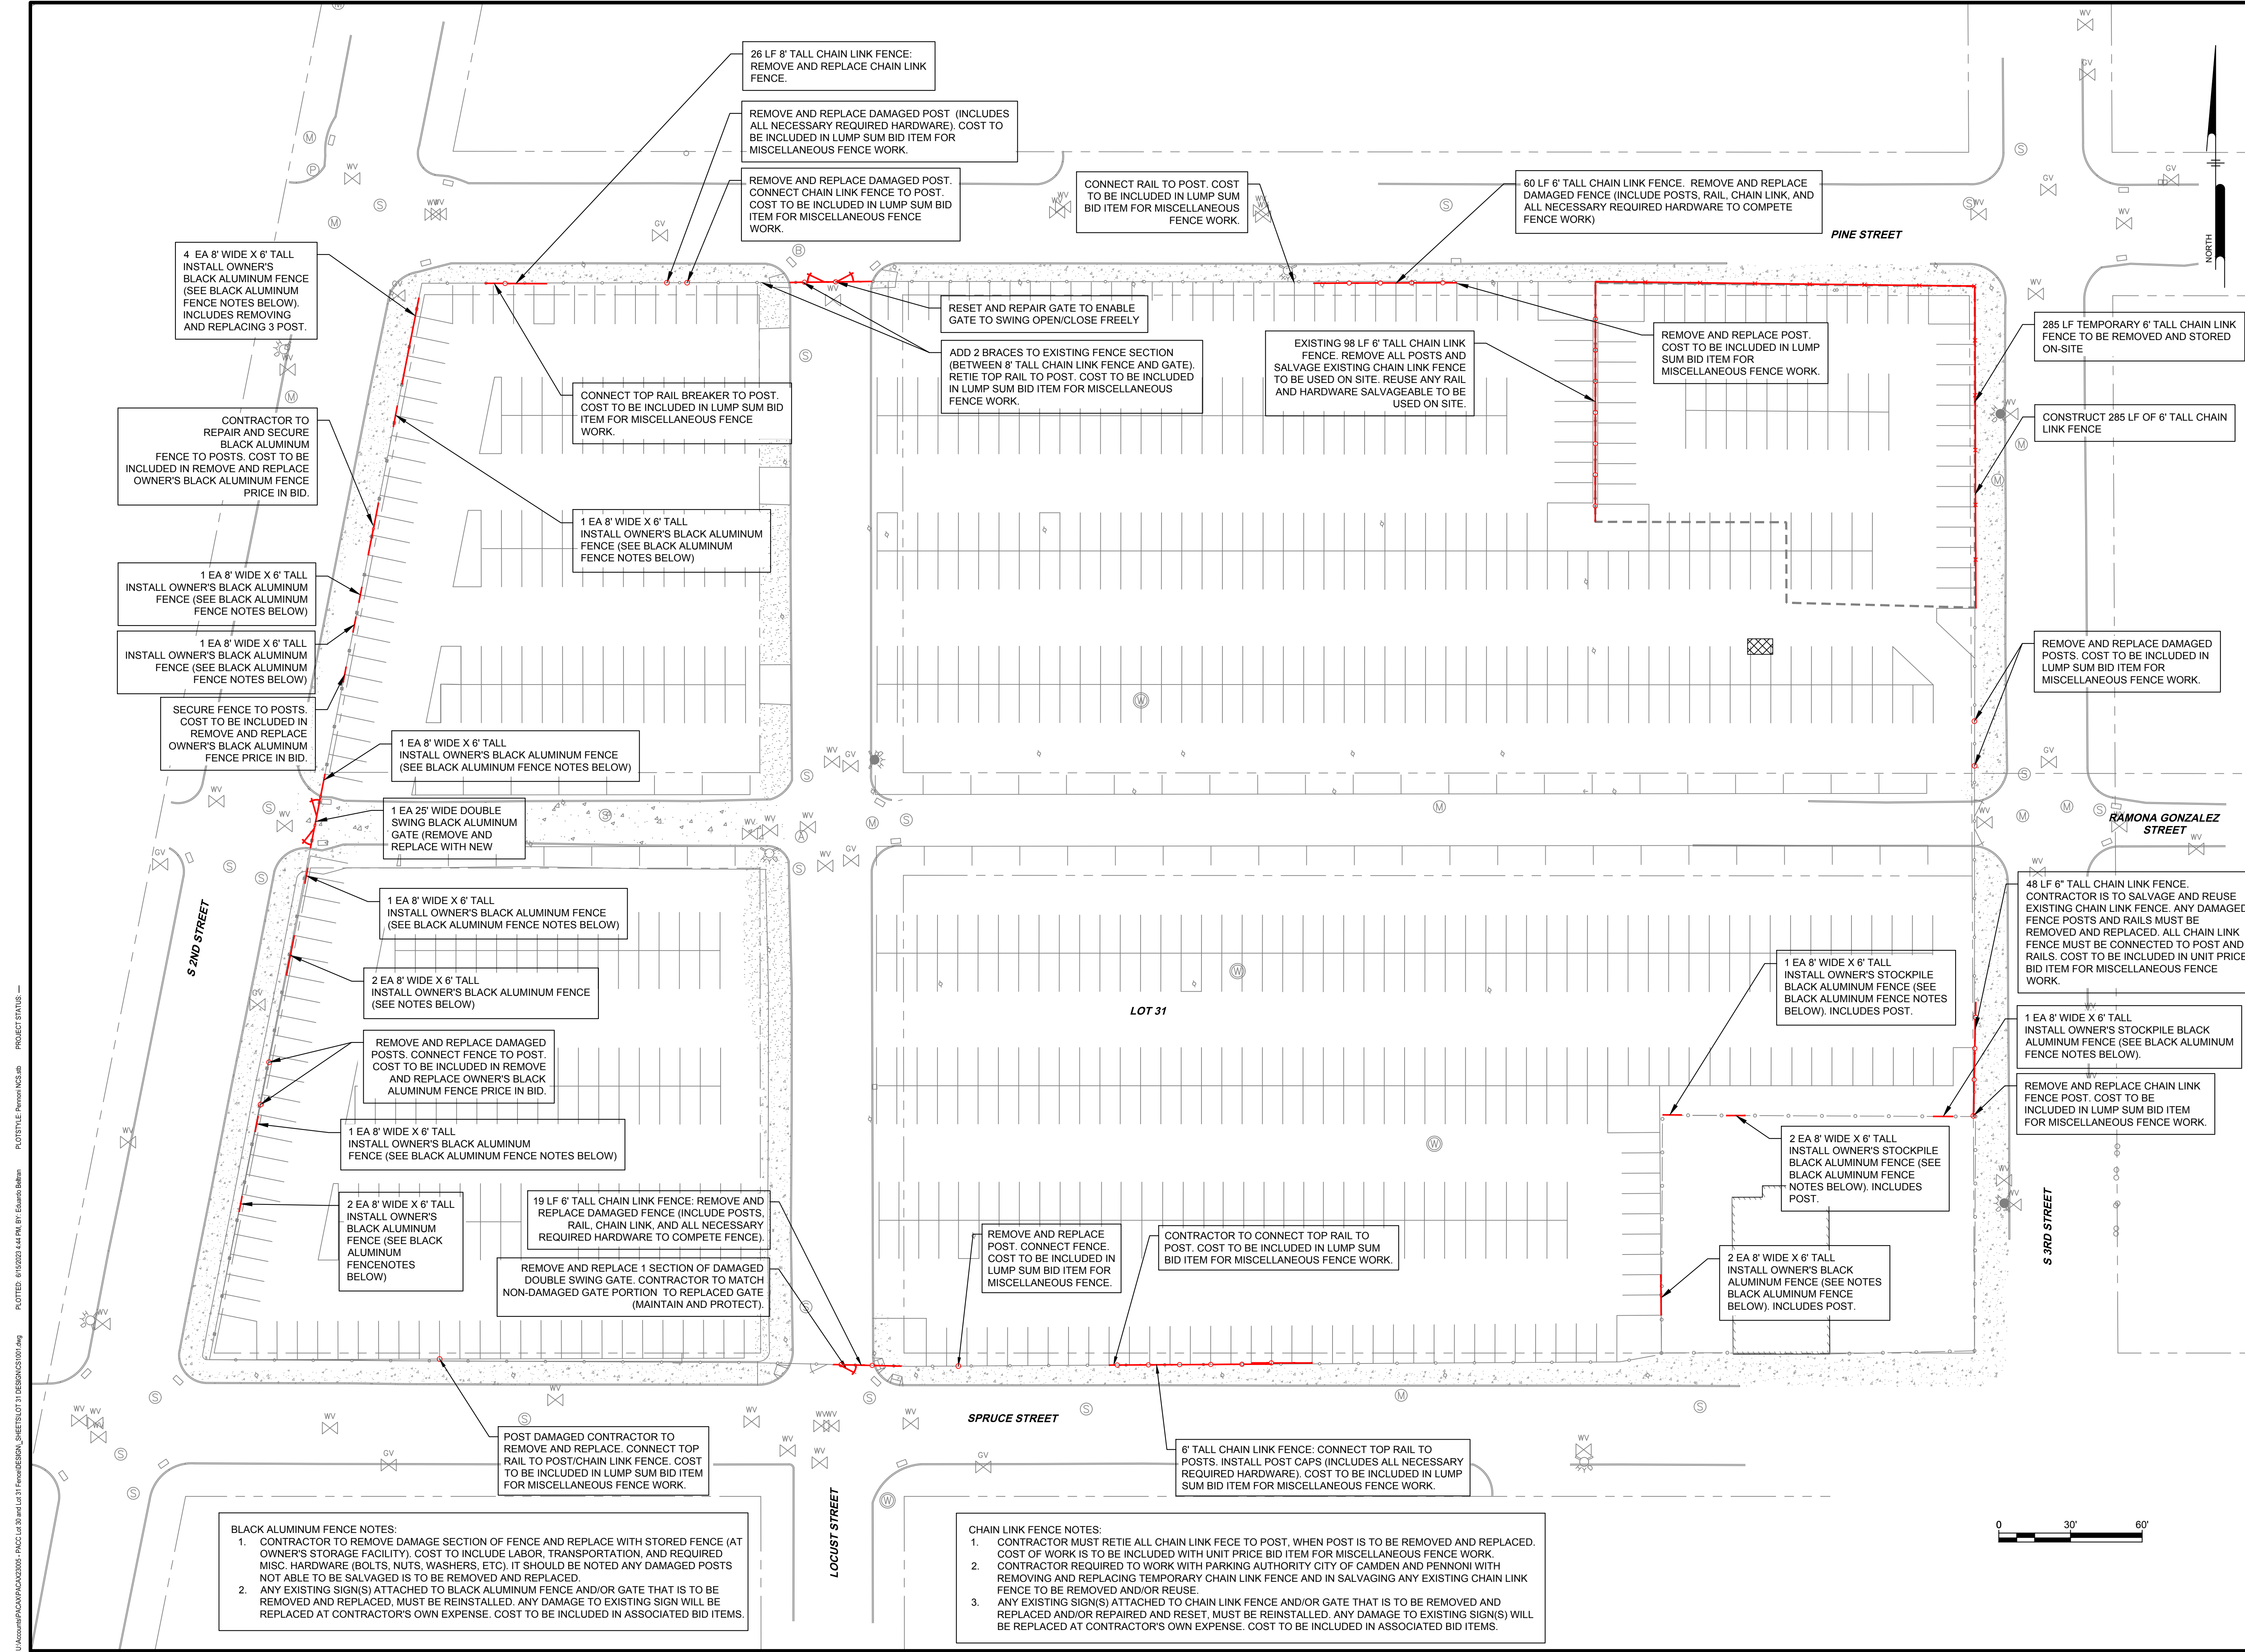 26 LF 8' TALL CHAIN LINK FENCE:
REMOVE AND REPLACE CHAIN LINK
FENCE.
REMOVE AND REPLACE DAMAGED POST (INCLUDES
ALL NECESSARY REQUIRED HARDWARE). COST TO
BE INCLUDED IN LUMP SUM BID ITEM FOR
MISCELLANEOUS FENCE WORK.
REMOVE AND REPLACE DAMAGED POST.
CONNECT CHAIN LINK FENCE TO POST.
COST TO BE INCLUDED IN LUMP SUM BID
ITEM FOR MISCELLANEOUS FENCE
WORK.
CONNECT RAIL TO POST. COST
TO BE INCLUDED IN LUMP SUM
BID ITEM FOR MISCELLANEOUS
FENCE WORK.
60 LF 6' TALL CHAIN LINK FENCE. REMOVE AND REPLACE
DAMAGED FENCE (INCLUDE POSTS, RAIL, CHAIN LINK, AND
ALL NECESSARY REQUIRED HARDWARE TO COMPETE
FENCE WORK)
PINE STREET
NORTH
4 EA 8' WIDE X 6' TALL
INSTALL OWNER'S
BLACK ALUMINUM FENCE
(SEE BLACK ALUMINUM
FENCE NOTES BELOW).
INCLUDES REMOVING
AND REPLACING 3 POST.
RESET AND REPAIR GATE TO ENABLE
GATE TO SWING OPEN/CLOSE FREELY
ADD 2 BRACES TO EXISTING FENCE SECTION
(BETWEEN 8' TALL CHAIN LINK FENCE AND GATE).
RETIE TOP RAIL TO POST. COST TO BE INCLUDED
IN LUMP SUM BID ITEM FOR MISCELLANEOUS
FENCE WORK.
EXISTING 98 LF 6' TALL CHAIN LINK
FENCE. REMOVE ALL POSTS AND
SALVAGE EXISTING CHAIN LINK FENCE
TO BE USED ON SITE. REUSE ANY RAIL
AND HARDWARE SALVAGEABLE TO BE
USED ON SITE.
REMOVE AND REPLACE POST.
COST TO BE INCLUDED IN LUMP
SUM BID ITEM FOR
MISCELLANEOUS FENCE WORK.
285 LF TEMPORARY 6' TALL CHAIN LINK
FENCE TO BE REMOVED AND STORED
ON-SITE
CONSTRUCT 285 LF OF 6' TALL CHAIN
LINK FENCE
CONNECT TOP RAIL BREAKER TO POST.
COST TO BE INCLUDED IN LUMP SUM BID
ITEM FOR MISCELLANEOUS FENCE
WORK.
CONTRACTOR TO
REPAIR AND SECURE
BLACK ALUMINUM
FENCE TO POSTS. COST TO BE
INCLUDED IN REMOVE AND REPLACE
OWNER'S BLACK ALUMINUM FENCE
PRICE IN BID.
1 EA 8' WIDE X 6' TALL
INSTALL OWNER'S BLACK ALUMINUM
FENCE (SEE BLACK ALUMINUM
FENCE NOTES BELOW)
1 EA 8' WIDE X 6' TALL
INSTALL OWNER'S BLACK ALUMINUM
FENCE (SEE BLACK ALUMINUM
FENCE NOTES BELOW)
1 EA 8' WIDE X 6' TALL
INSTALL OWNER'S BLACK ALUMINUM
FENCE (SEE BLACK ALUMINUM
FENCE NOTES BELOW)
REMOVE AND REPLACE DAMAGED
POSTS. COST TO BE INCLUDED IN
LUMP SUM BID ITEM FOR
MISCELLANEOUS FENCE WORK.
SECURE FENCE TO POSTS.
COST TO BE INCLUDED IN
REMOVE AND REPLACE
OWNER'S BLACK ALUMINUM
FENCE PRICE IN BID.
1 EA 8' WIDE X 6' TALL
INSTALL OWNER'S BLACK ALUMINUM FENCE
(SEE BLACK ALUMINUM FENCE NOTES BELOW)
1 EA 25' WIDE DOUBLE
SWING BLACK ALUMINUM
GATE (REMOVE AND
REPLACE WITH NEW
RAMONA GONZALEZ
STREET
1 EA 8' WIDE X 6' TALL
INSTALL OWNER'S BLACK ALUMINUM FENCE
(SEE BLACK ALUMINUM FENCE NOTES BELOW)
S 2ND STREET
48 LF 6" TALL CHAIN LINK FENCE.
CONTRACTOR IS TO SALVAGE AND REUSE
EXISTING CHAIN LINK FENCE. ANY DAMAGED
FENCE POSTS AND RAILS MUST BE
REMOVED AND REPLACED. ALL CHAIN LINK
FENCE MUST BE CONNECTED TO POST AND
RAILS. COST TO BE INCLUDED IN UNIT PRICE
BID ITEM FOR MISCELLANEOUS FENCE
WORK.
2 EA 8' WIDE X 6' TALL
INSTALL OWNER'S BLACK ALUMINUM FENCE
(SEE NOTES BELOW)
LOT 31
1 EA 8' WIDE X 6' TALL
INSTALL OWNER'S STOCKPILE
BLACK ALUMINUM FENCE (SEE
BLACK ALUMINUM FENCE NOTES
BELOW). INCLUDES POST.
1 EA 8' WIDE X 6' TALL
INSTALL OWNER'S STOCKPILE BLACK
ALUMINUM FENCE (SEE BLACK ALUMINUM
FENCE NOTES BELOW).
REMOVE AND REPLACE DAMAGED
POSTS. CONNECT FENCE TO POST.
COST TO BE INCLUDED IN REMOVE
AND REPLACE OWNER'S BLACK
ALUMINUM FENCE PRICE IN BID.
REMOVE AND REPLACE CHAIN LINK
FENCE POST. COST TO BE
INCLUDED IN LUMP SUM BID ITEM
FOR MISCELLANEOUS FENCE WORK.
1 EA 8' WIDE X 6' TALL
INSTALL OWNER'S BLACK ALUMINUM
FENCE (SEE BLACK ALUMINUM FENCE NOTES BELOW)
2 EA 8' WIDE X 6' TALL
INSTALL OWNER'S STOCKPILE
BLACK ALUMINUM FENCE (SEE
BLACK ALUMINUM FENCE
NOTES BELOW). INCLUDES
POST.
2 EA 8' WIDE X 6' TALL
INSTALL OWNER'S
BLACK ALUMINUM
FENCE (SEE BLACK
ALUMINUM
FENCENOTES
BELOW)
19 LF 6' TALL CHAIN LINK FENCE: REMOVE AND
REPLACE DAMAGED FENCE (INCLUDE POSTS,
RAIL, CHAIN LINK, AND ALL NECESSARY
REQUIRED HARDWARE TO COMPETE FENCE).
REMOVE AND REPLACE 1 SECTION OF DAMAGED
DOUBLE SWING GATE. CONTRACTOR TO MATCH
NON-DAMAGED GATE PORTION TO REPLACED GATE
(MAINTAIN AND PROTECT).
REMOVE AND REPLACE
POST. CONNECT FENCE.
COST TO BE INCLUDED IN
LUMP SUM BID ITEM FOR
MISCELLANEOUS FENCE.
CONTRACTOR TO CONNECT TOP RAIL TO
POST. COST TO BE INCLUDED IN LUMP SUM
BID ITEM FOR MISCELLANEOUS FENCE WORK.
2 EA 8' WIDE X 6' TALL
INSTALL OWNER'S BLACK
ALUMINUM FENCE (SEE NOTES
BLACK ALUMINUM FENCE
BELOW). INCLUDES POST.
S 3RD STREET
SPRUCE STREET
POST DAMAGED CONTRACTOR TO
REMOVE AND REPLACE. CONNECT TOP
RAIL TO POST/CHAIN LINK FENCE. COST
TO BE INCLUDED IN LUMP SUM BID ITEM
FOR MISCELLANEOUS FENCE WORK.
6' TALL CHAIN LINK FENCE: CONNECT TOP RAIL TO
POSTS. INSTALL POST CAPS (INCLUDES ALL NECESSARY
REQUIRED HARDWARE). COST TO BE INCLUDED IN LUMP
SUM BID ITEM FOR MISCELLANEOUS FENCE WORK.
LOCUST STREET
BLACK ALUMINUM FENCE NOTES:
1. CONTRACTOR TO REMOVE DAMAGE SECTION OF FENCE AND REPLACE WITH STORED FENCE (AT
OWNER'S STORAGE FACILITY). COST TO INCLUDE LABOR, TRANSPORTATION, AND REQUIRED
MISC. HARDWARE (BOLTS, NUTS, WASHERS, ETC). IT SHOULD BE NOTED ANY DAMAGED POSTS
NOT ABLE TO BE SALVAGED IS TO BE REMOVED AND REPLACED.
2. ANY EXISTING SIGN(S) ATTACHED TO BLACK ALUMINUM FENCE AND/OR GATE THAT IS TO BE
REMOVED AND REPLACED, MUST BE REINSTALLED. ANY DAMAGE TO EXISTING SIGN WILL BE
REPLACED AT CONTRACTOR'S OWN EXPENSE. COST TO BE INCLUDED IN ASSOCIATED BID ITEMS.
CHAIN LINK FENCE NOTES:
1. CONTRACTOR MUST RETIE ALL CHAIN LINK FECE TO POST, WHEN POST IS TO BE REMOVED AND REPLACED.
COST OF WORK IS TO BE INCLUDED WITH UNIT PRICE BID ITEM FOR MISCELLANEOUS FENCE WORK.
2. CONTRACTOR REQUIRED TO WORK WITH PARKING AUTHORITY CITY OF CAMDEN AND PENNONI WITH
REMOVING AND REPLACING TEMPORARY CHAIN LINK FENCE AND IN SALVAGING ANY EXISTING CHAIN LINK
FENCE TO BE REMOVED AND/OR REUSE.
3. ANY EXISTING SIGN(S) ATTACHED TO CHAIN LINK FENCE AND/OR GATE THAT IS TO BE REMOVED AND
REPLACED AND/OR REPAIRED AND RESET, MUST BE REINSTALLED. ANY DAMAGE TO EXISTING SIGN(S) WILL
BE REPLACED AT CONTRACTOR'S OWN EXPENSE. COST TO BE INCLUDED IN ASSOCIATED BID ITEMS.
0 30' 60'
U:\Accounts\PACAX\PACAX23005 - PACC Lot 30 and Lot 31 Fence\DESIGN\_SHEETS\LOT 31 DESIGN\CS1001.dwg PLOTTED: 6/15/2023 4:44 PM, BY: Eduardo Beltran PLOTSTYLE: Pennoni NCS.stb PROJECT STATUS: ----